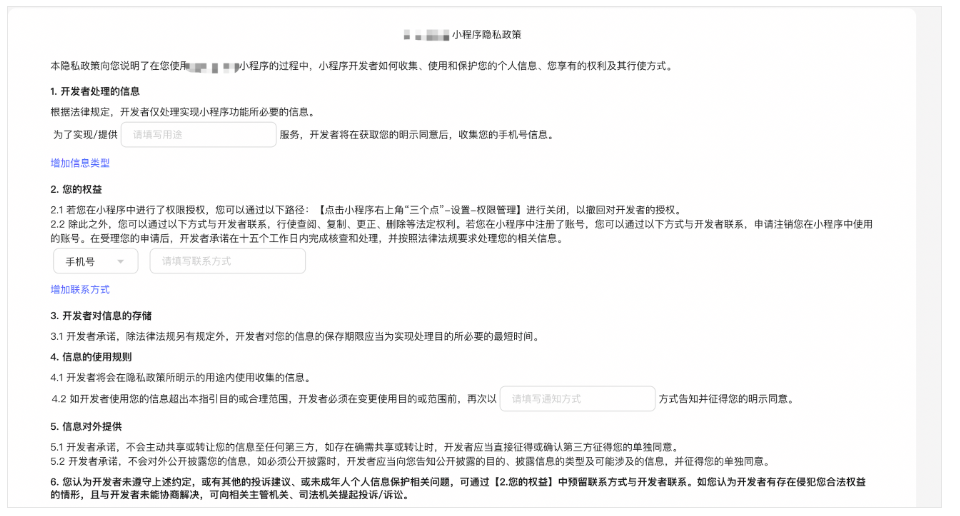 小程序隐私政策
本隐私政策向您说明了在您使用小程序的过程中，小程序开发者如何收集、使用和保护您的个人信息、您享有的权利及其行使方式。
1. 开发者处理的信息
根据法律规定，开发者仅处理实现小程序功能所必要的信息。
为了实现/提供 请填写用途 服务，开发者将在获取您的明示同意后，收集您的手机号信息。
增加信息类型
2. 您的权益
2.1 若您在小程序中进行了权限授权，您可以通过以下路径：【点击小程序右上角“三个点”-设置-权限管理】进行关闭，以撤回对开发者的授权。
2.2 除此之外，您可以通过以下方式与开发者联系，行使查阅、复制、更正、删除等法定权利。若您在小程序中注册了账号，您可以通过以下方式与开发者联系，申请注销您在小程序中使用
的账号。在受理您的申请后，开发者承诺在十五个工作日内完成核查和处理，并按照法律法规要求处理您的相关信息。
手机号 请填写联系方式
增加联系方式
3. 开发者对信息的存储
3.1 开发者承诺，除法律法规另有规定外，开发者对您的信息的保存期限应当为实现处理目的所必要的最短时间。
4. 信息的使用规则
4.1 开发者将会在隐私政策所明示的用途内使用收集的信息。
4.2 如开发者使用您的信息超出本指引目的或合理范围，开发者必须在变更使用目的或范围前，再次以 请填写通知方式 方式告知并征得您的明示同意。
5. 信息对外提供
5.1 开发者承诺，不会主动共享或转让您的信息至任何第三方，如存在确需共享或转让时，开发者应当直接征得或确认第三方征得您的单独同意。
5.2 开发者承诺，不会对外公开披露您的信息，如必须公开披露时，开发者应当向您告知公开披露的目的、披露信息的类型及可能涉及的信息，并征得您的单独同意。
6. 您认为开发者未遵守上述约定，或有其他的投诉建议、或未成年人个人信息保护相关问题，可通过【2.您的权益】中预留联系方式与开发者联系。如您认为开发者有存在侵犯您合法权益
的情形，且与开发者未能协商解决，可向相关主管机关、司法机关提起投诉/诉讼。